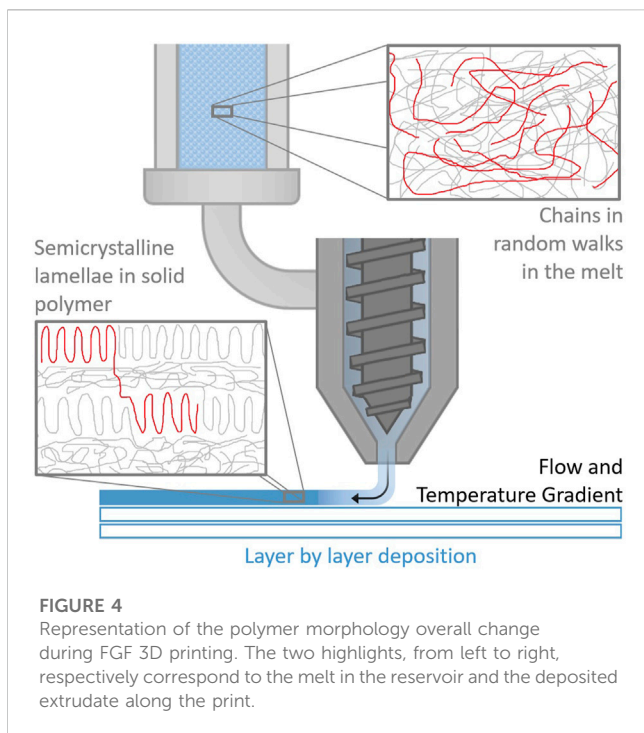 Chains in
random walks
in the melt
Semicrystalline
lamellae in solid
polymer
Flow and
Temperature Gradient
Layer by layer deposition
FIGURE 4
Representation of the polymer morphology overall change
during FGF 3D printing. The two highlights, from left to right,
respectively correspond to the melt in the reservoir and the deposited
extrudate along the print.